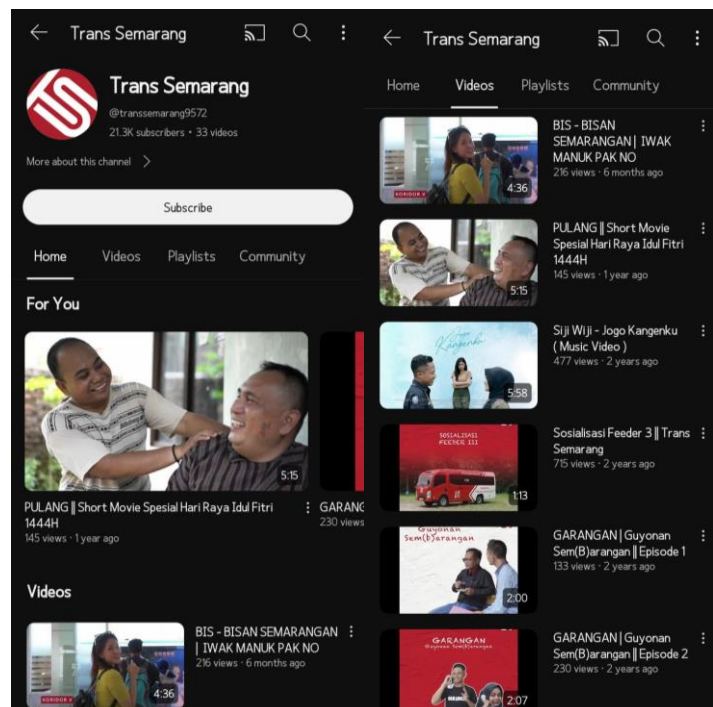 Trans Semarang
Trans Semarang
@transsemarang9572
21.3K subscribers • 33 videos
More about this channel
Subscribe
Home Videos Playlists Community
For You
5:15
PULANG || Short Movie Spesial Hari Raya Idul Fitri
1444H
145 views · 1 year ago
GARANG
230 views
Videos
KORIDOR V
4:36
BIS - BISAN SEMARANGAN
| IWAK MANUK PAK NO
216 views · 6 months ago
Trans Semarang
Home Videos Playlists Community
KORIDOR V
4:36
BIS - BISAN
SEMARANGAN | IWAK
MANUK PAK NO
216 views · 6 months ago
5:15
PULANG || Short Movie
Spesial Hari Raya Idul Fitri
1444H
145 views · 1 year ago
Jogo
Kangenku
5:58
Siji Wiji - Jogo Kangenku
( Music Video )
477 views · 2 years ago
SOSIALISASI
FEEDER III
1:13
Sosialisasi Feeder 3 || Trans
Semarang
715 views · 2 years ago
Guyonan
Sem(b)arangan
2:00
GARANGAN | Guyonan
Sem(B)arangan || Episode 1
133 views · 2 years ago
GARANGAN
Guyonan Sem(B)arangan
2:07
GARANGAN | Guyonan
Sem(B)arangan || Episode 2
230 views · 2 years ago